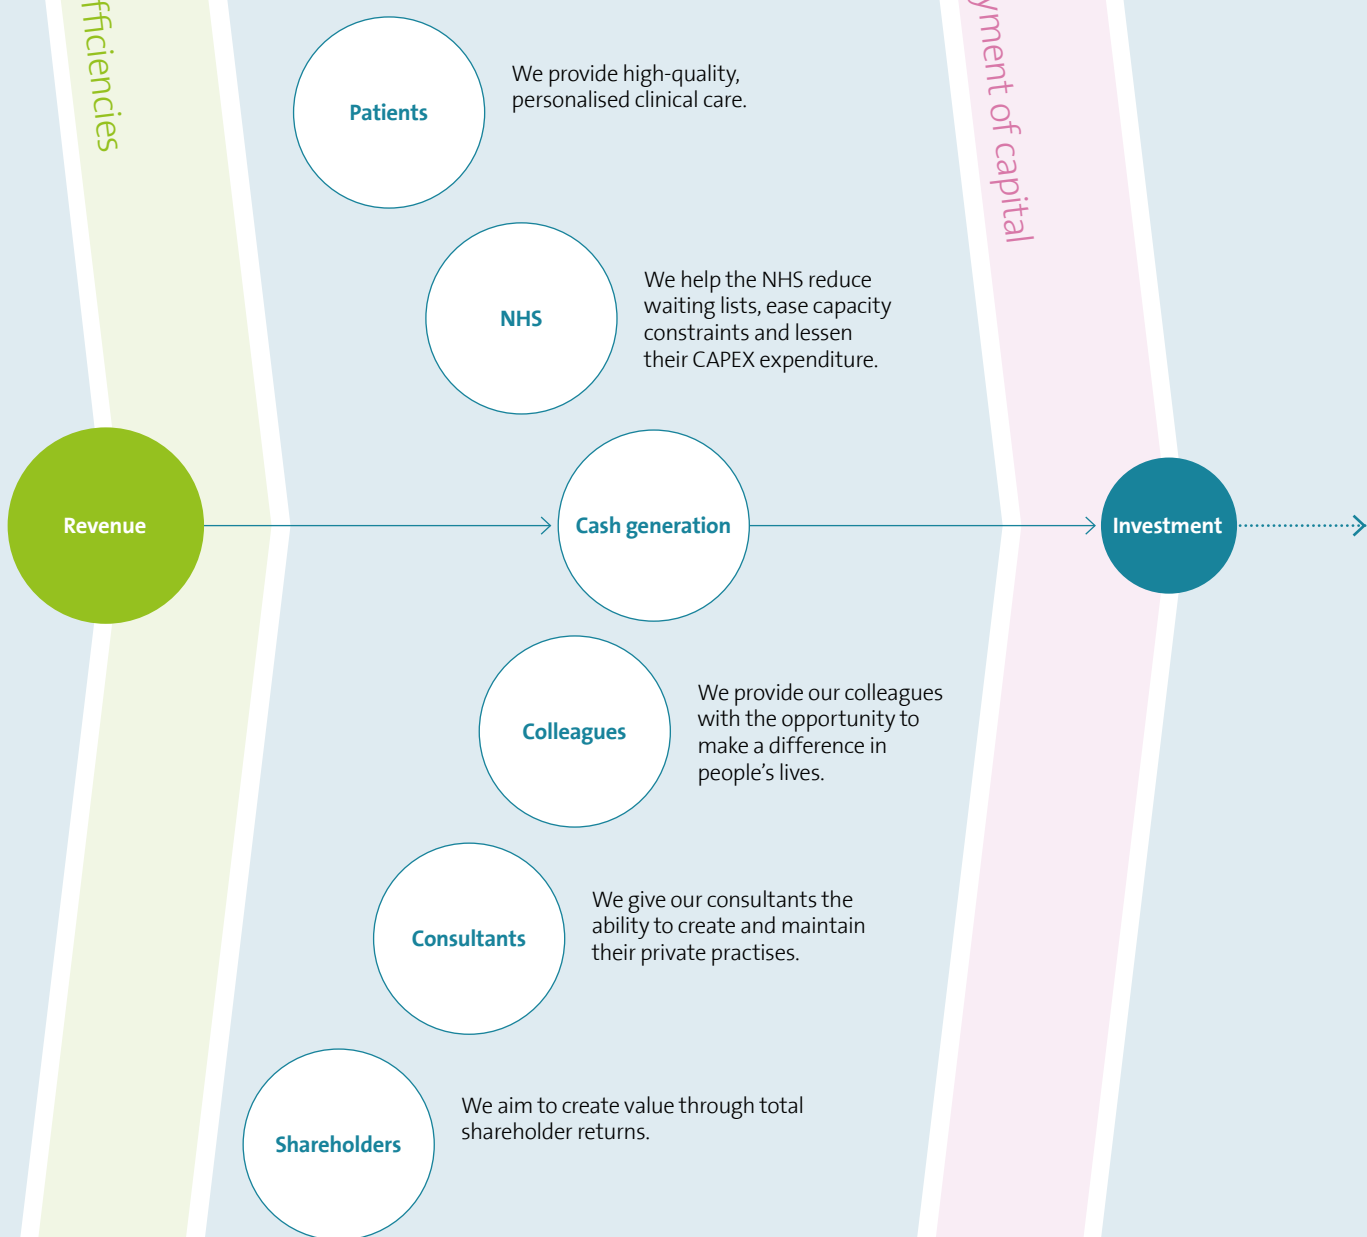 fficiencies
yment of capital
Patients
We provide high-quality,
personalised clinical care.
NHS
We help the NHS reduce
waiting lists, ease capacity
constraints and lessen
their CAPEX expenditure.
Revenue
Cash generation
Investment
Colleagues
We provide our colleagues
with the opportunity to
make a difference in
people’s lives.
Consultants
We give our consultants the
ability to create and maintain
their private practises.
Shareholders
We aim to create value through total
shareholder returns.